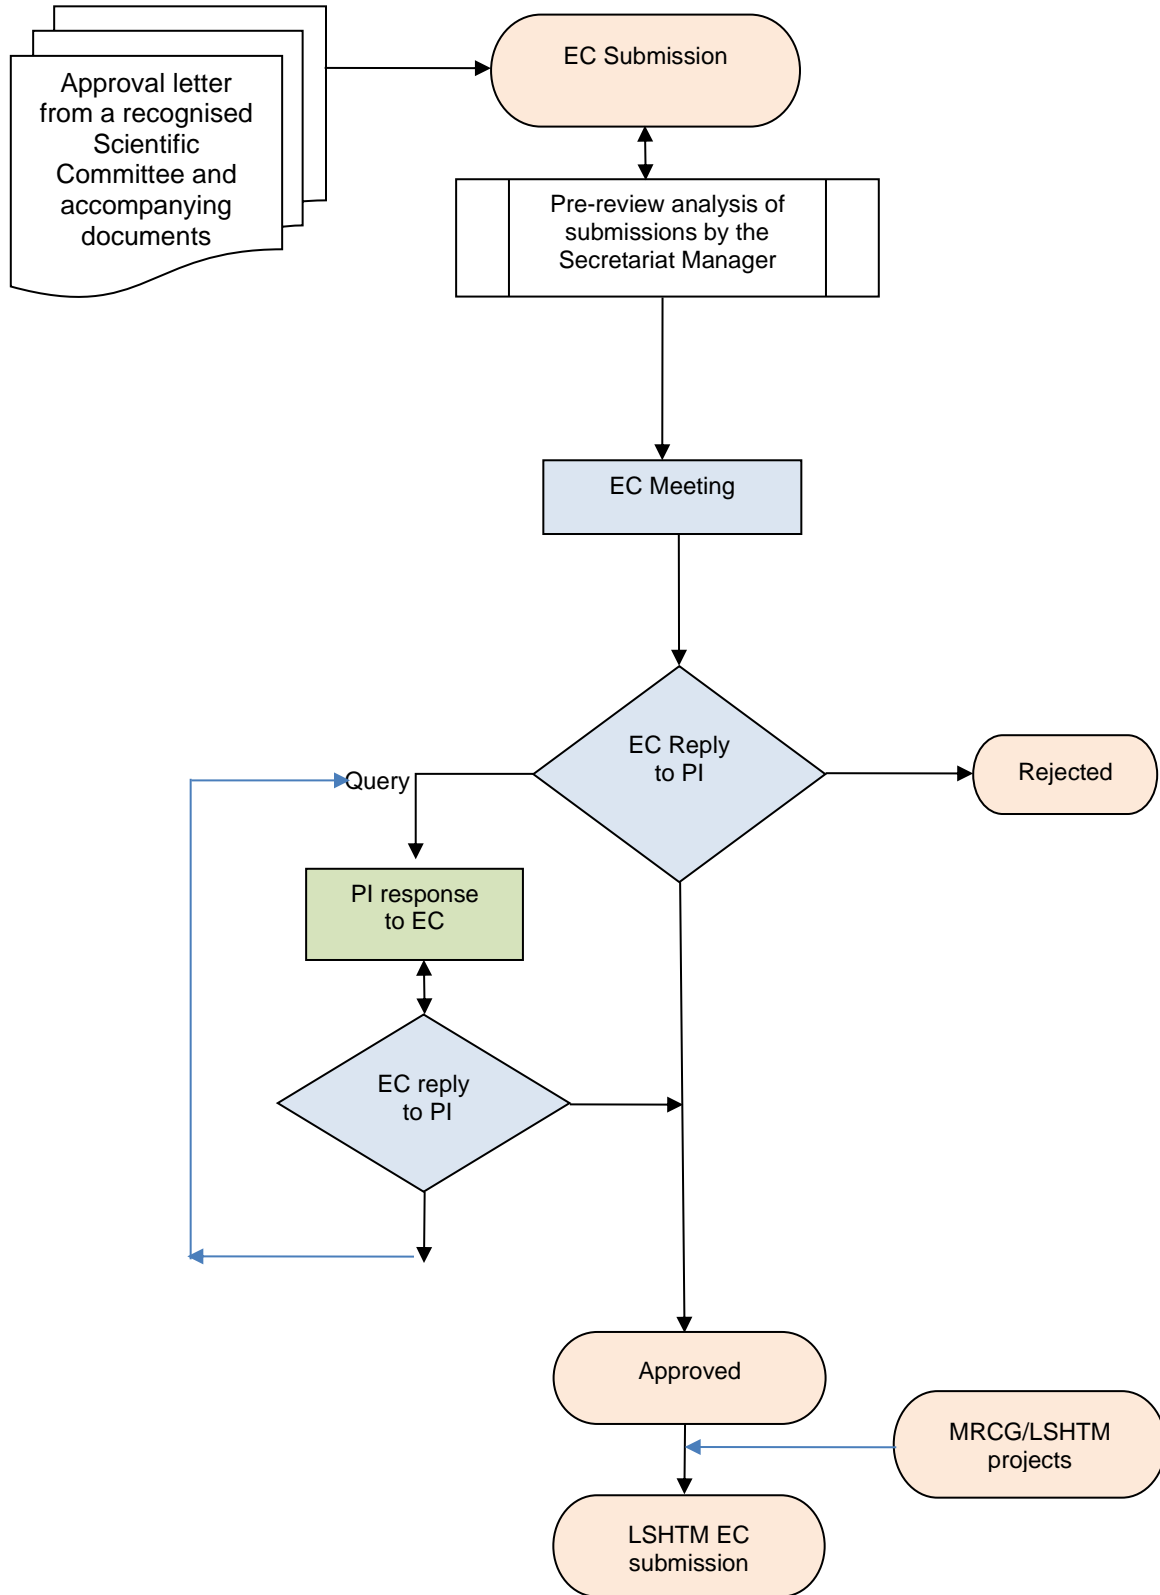 Approval letter
from a recognised
Scientific
Committee and
accompanying
documents
EC Submission
Pre-review analysis of
submissions by the
Secretariat Manager
EC Meeting
EC Reply
to PI
Rejected
Query
PI response
to EC
EC reply
to PI
Approved
MRCG/LSHTM
projects
LSHTM EC
submission